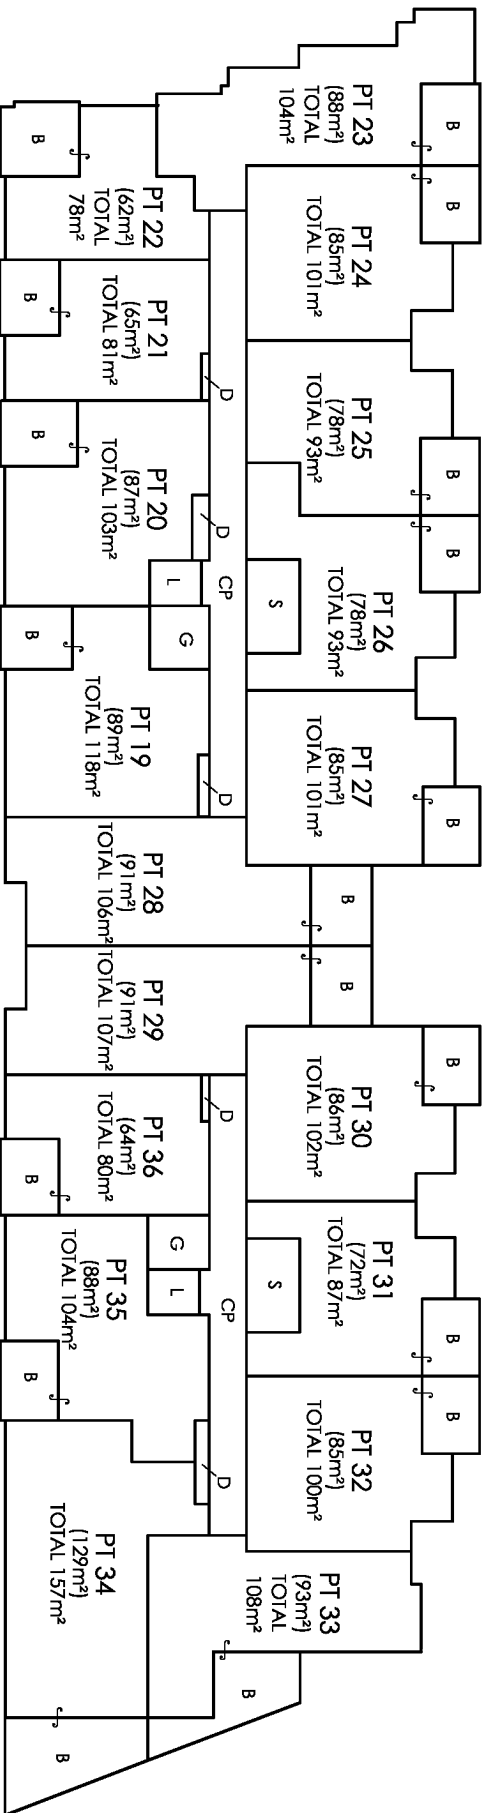 PT 23
(88m²)
TOTAL
104m²
B
B
PT 24
(85m²)
TOTAL 101m²
PT 25
(78m²)
TOTAL 93m²
B
B
PT 26
(78m²)
TOTAL 93m²
S
PT 27
(85m²)
TOTAL 101m²
B
B
PT 22
(62m²)
TOTAL
78m²
B
PT 21
(65m²)
TOTAL 81m²
D
B
PT 20
(87m²)
TOTAL 103m²
D
L
CP
G
B
PT 19
(89m²)
TOTAL 118m²
D
PT 28
(91m²)
TOTAL 106m²
B
PT 29
(91m²)
TOTAL 107m²
B
PT 30
(86m²)
TOTAL 102m²
B
PT 31
(72m²)
TOTAL 87m²
S
B
B
PT 32
(85m²)
TOTAL 100m²
PT 33
(93m²)
TOTAL
108m²
B
PT 36
(64m²)
TOTAL 80m²
D
B
G
L
CP
PT 35
(88m²)
TOTAL 104m²
B
D
PT 34
(129m²)
TOTAL 157m²
B